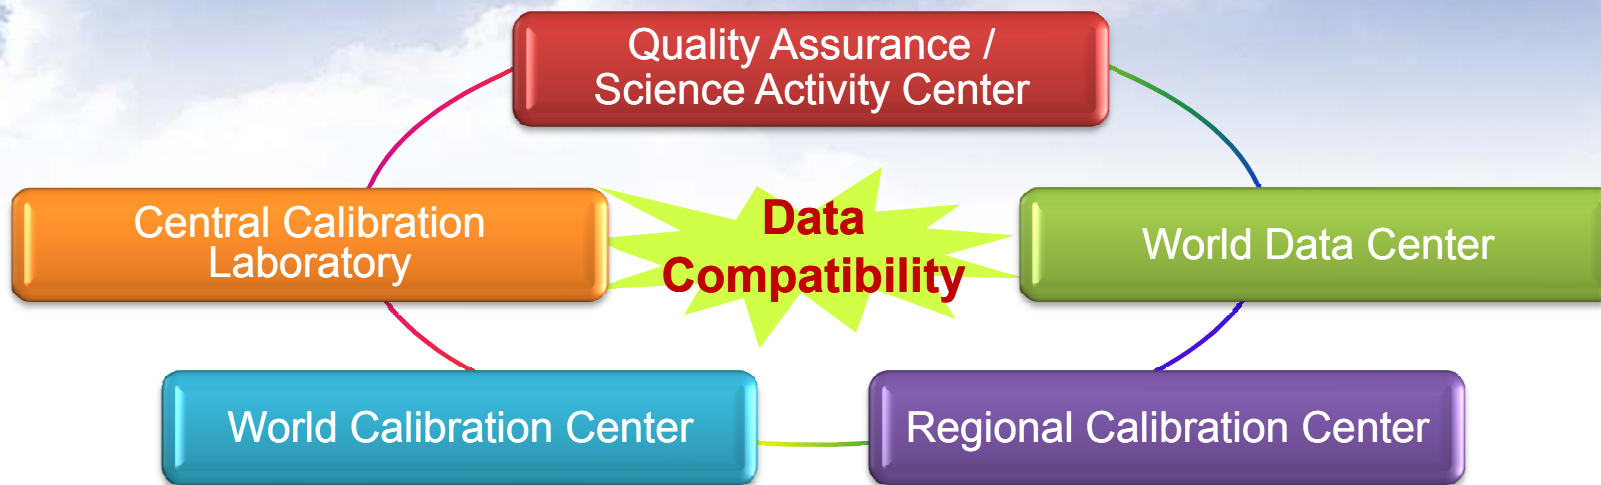 Quality Assurance /
Science Activity Center
Central Calibration
Laboratory
Data
Compatibility
World Data Center
World Calibration Center
Regional Calibration Center